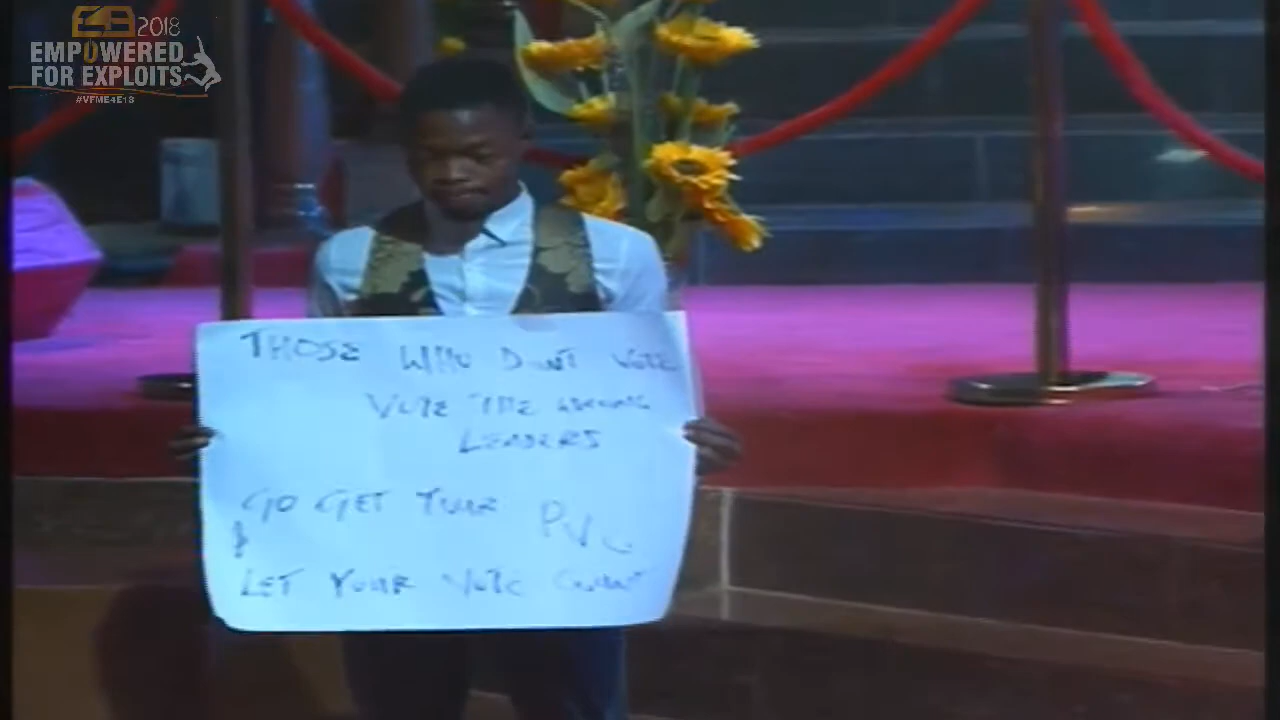 E4E 2018
EMPOWERED
FOR EXPLOITS
#VFME4E18
THOSE WHO DONT VOTE
VOTE THE WRONG
LEADERS
GO GET YOUR PVC
&
LET YOUR VOTE COUNT